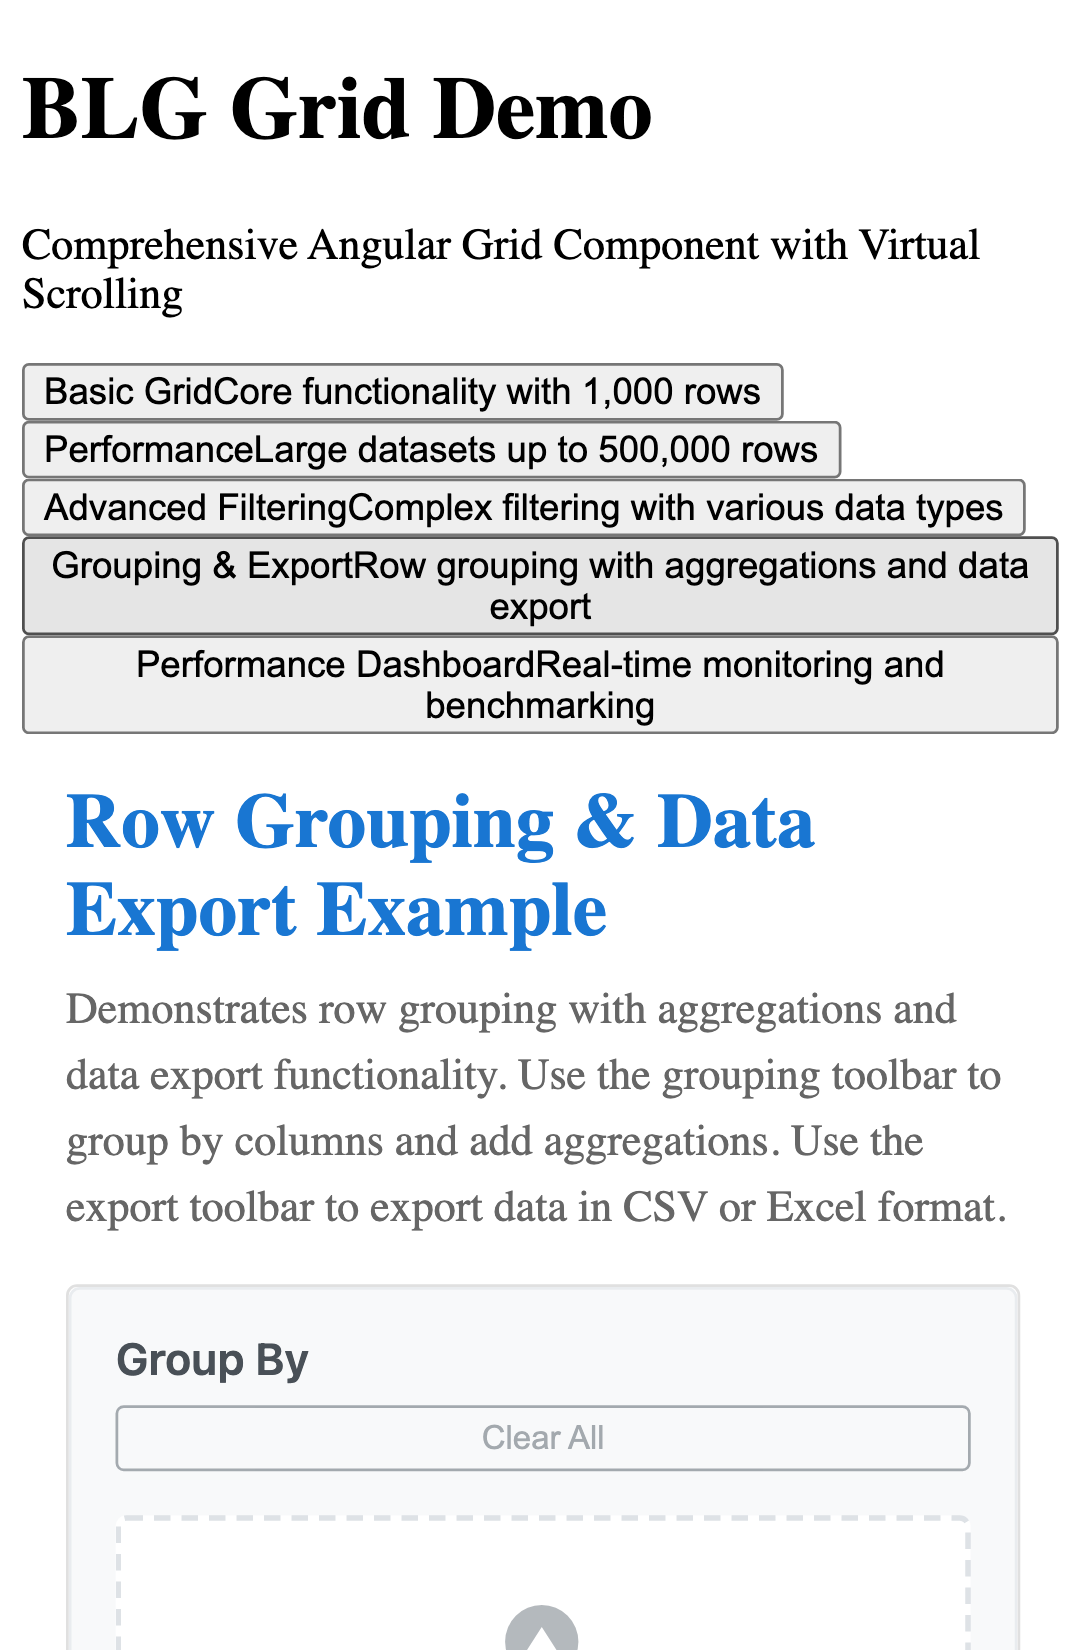 BLG Grid Demo
Comprehensive Angular Grid Component with Virtual
Scrolling
Basic GridCore functionality with 1,000 rows
PerformanceLarge datasets up to 500,000 rows
Advanced FilteringComplex filtering with various data types
Grouping & ExportRow grouping with aggregations and data
export
Performance DashboardReal-time monitoring and
benchmarking
Row Grouping & Data
Export Example
Demonstrates row grouping with aggregations and
data export functionality. Use the grouping toolbar to
group by columns and add aggregations. Use the
export toolbar to export data in CSV or Excel format.
Group By
Clear All